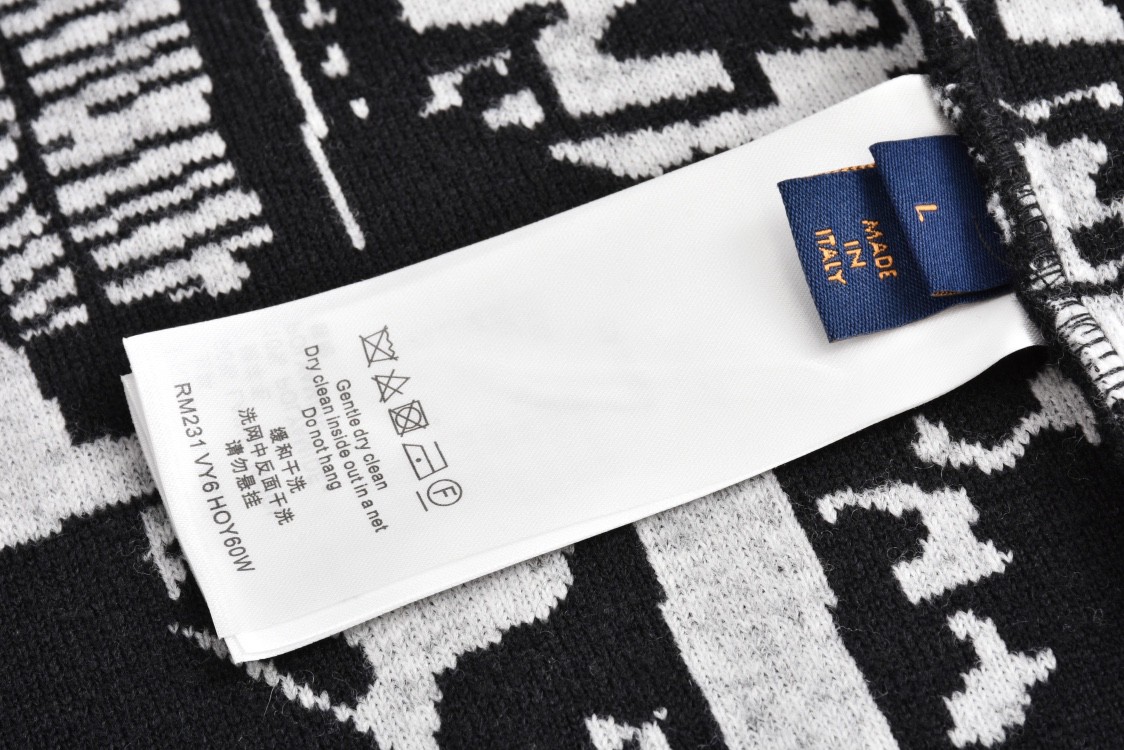 L
MADE
IN
ITALY
Gentle dry clean
Dry clean inside out in a net
Do not hang
缓和干洗
洗网中反面干洗
请勿悬挂
RM231 VY6 HOY60W
F